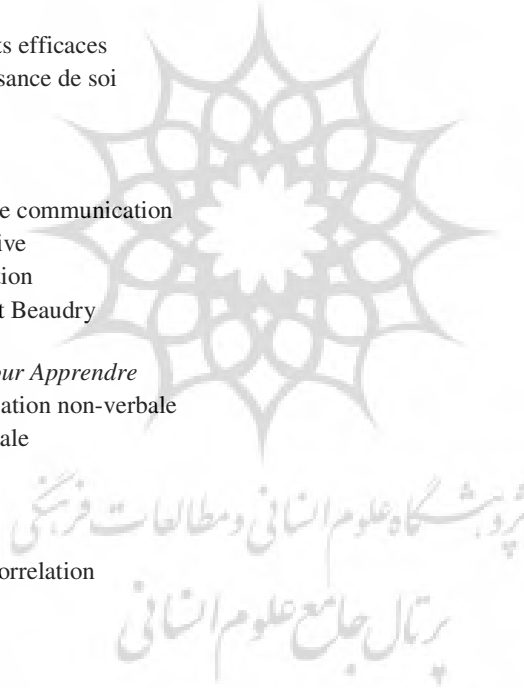 ts efficaces
sance de soi
e communication
ive
tion
t Beaudry
our Apprendre
ation non-verbale
ale
پژوهشگاه علوم انسانی و مطالعات فرهنگی
orrelation
پرتال جامع علوم انسانی